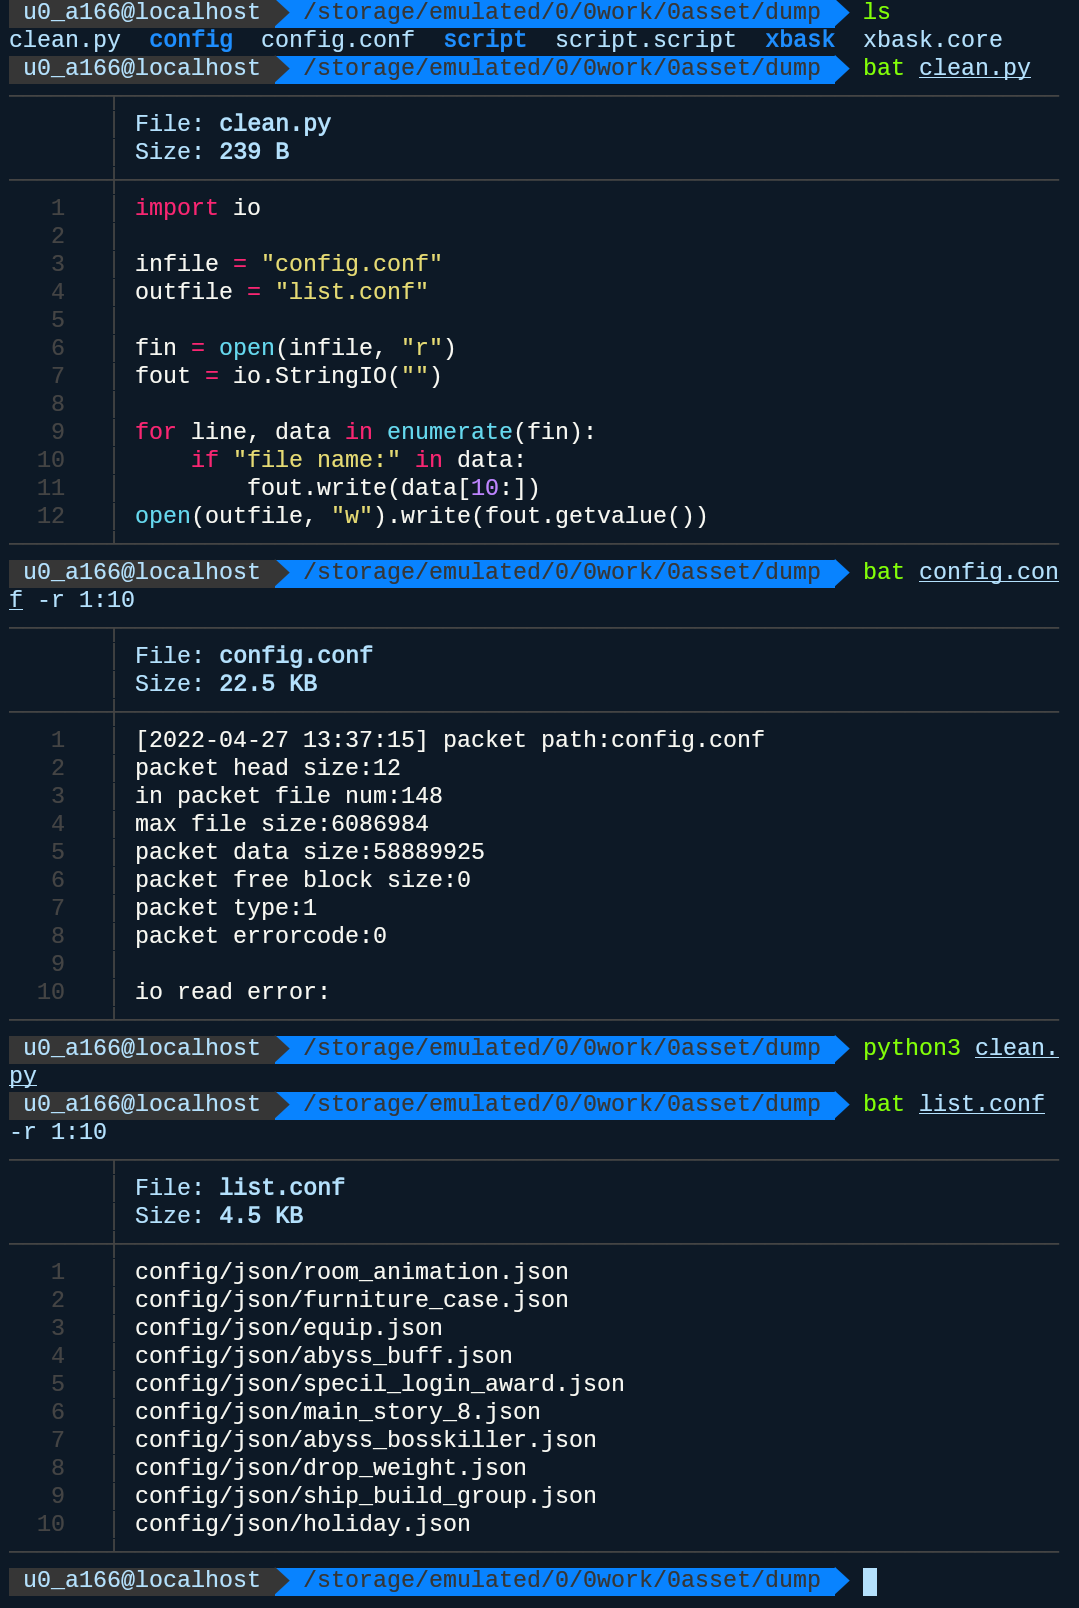 u0_a166@localhost /storage/emulated/0/0work/0asset/dump ls
clean.py config config.conf script script.script xbask xbask.core
u0_a166@localhost /storage/emulated/0/0work/0asset/dump bat clean.py
File: clean.py
Size: 239 B
1 import io
2
3 infile = "config.conf"
4 outfile = "list.conf"
5
6 fin = open(infile, "r")
7 fout = io.StringIO("")
8
9 for line, data in enumerate(fin):
10     if "file name:" in data:
11         fout.write(data[10:])
12 open(outfile, "w").write(fout.getvalue())
u0_a166@localhost /storage/emulated/0/0work/0asset/dump bat config.con
f -r 1:10
File: config.conf
Size: 22.5 KB
1 [2022-04-27 13:37:15] packet path:config.conf
2 packet head size:12
3 in packet file num:148
4 max file size:6086984
5 packet data size:58889925
6 packet free block size:0
7 packet type:1
8 packet errorcode:0
9
10 io read error:
u0_a166@localhost /storage/emulated/0/0work/0asset/dump python3 clean.
py
u0_a166@localhost /storage/emulated/0/0work/0asset/dump bat list.conf
-r 1:10
File: list.conf
Size: 4.5 KB
1 config/json/room_animation.json
2 config/json/furniture_case.json
3 config/json/equip.json
4 config/json/abyss_buff.json
5 config/json/specil_login_award.json
6 config/json/main_story_8.json
7 config/json/abyss_bosskiller.json
8 config/json/drop_weight.json
9 config/json/ship_build_group.json
10 config/json/holiday.json
u0_a166@localhost /storage/emulated/0/0work/0asset/dump